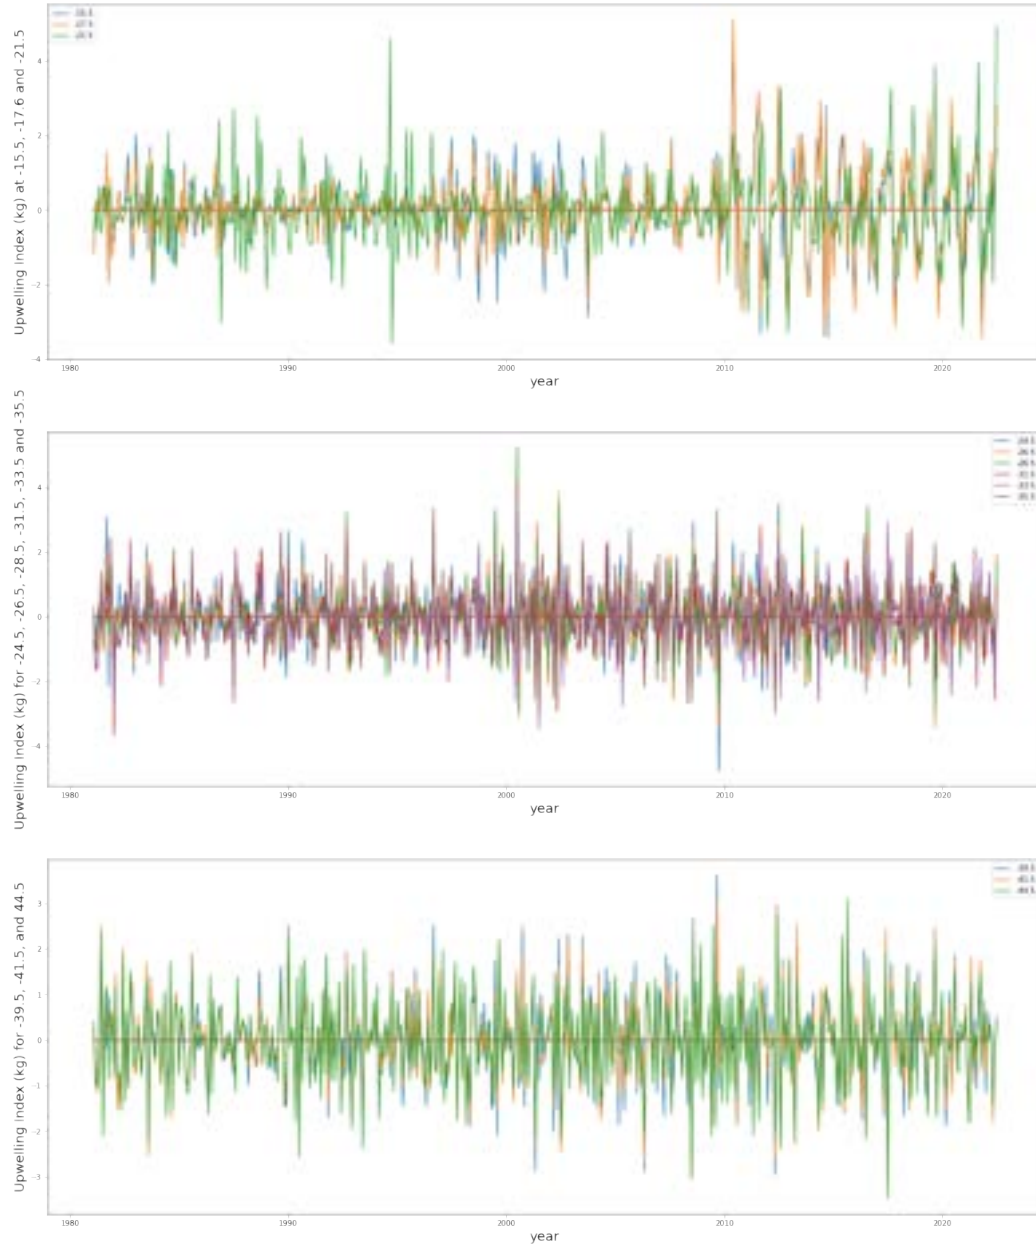 Upwelling Index (kg) at -15.5, -17.6 and -21.5
4
2
0
-2
-4
1980 1990 2000 2010 2020
year
Upwelling Index (kg) for -24.5, -26.5, -28.5, -31.5, -33.5 and -35.5
4
2
0
-2
-4
1980 1990 2000 2010 2020
year
Upwelling Index (kg) for -39.5, -41.5, and 44.5
3
2
1
0
-1
-2
-3
1980 1990 2000 2010 2020
year